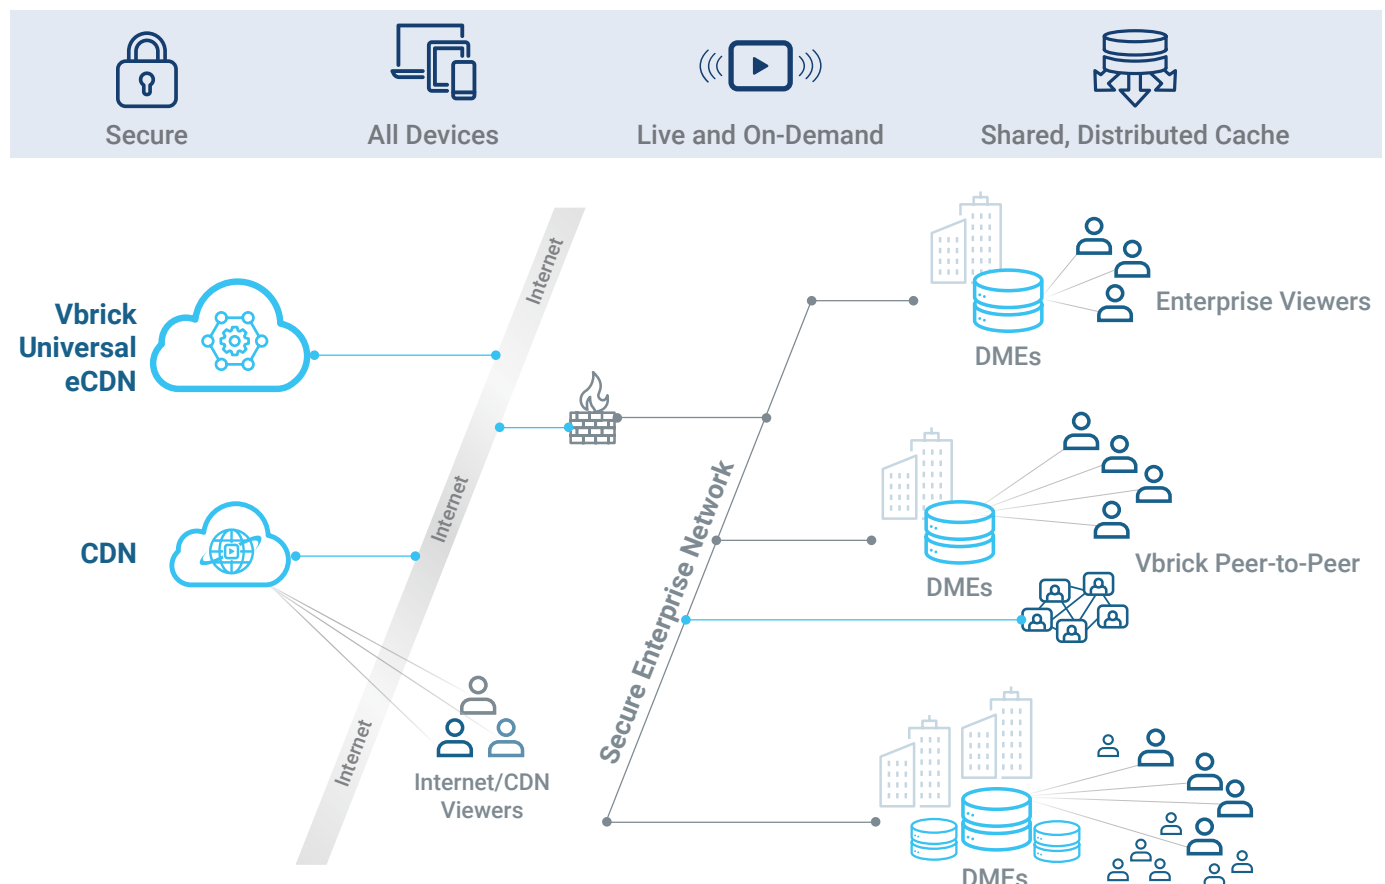 Secure
All Devices
Live and On-Demand
Shared, Distributed Cache
Internet
Vbrick
Universal
eCDN
Enterprise Viewers
DMEs
Internet
Secure Enterprise Network
CDN
Vbrick Peer-to-Peer
DMEs
Internet
Internet/CDN
Viewers
DMEs